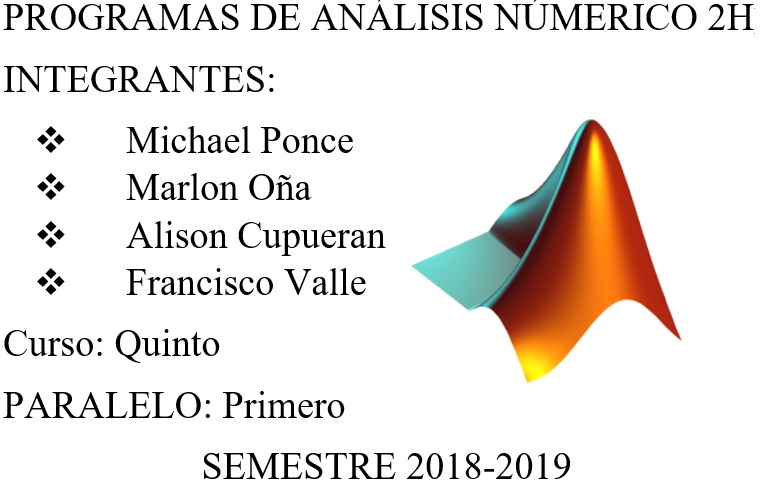 PROGRAMAS DE ANÁLISIS NÚMERICO 2H
INTEGRANTES:
❖ Michael Ponce
❖ Marlon Oña
❖ Alison Cupueran
❖ Francisco Valle
Curso: Quinto
PARALELO: Primero
SEMESTRE 2018-2019